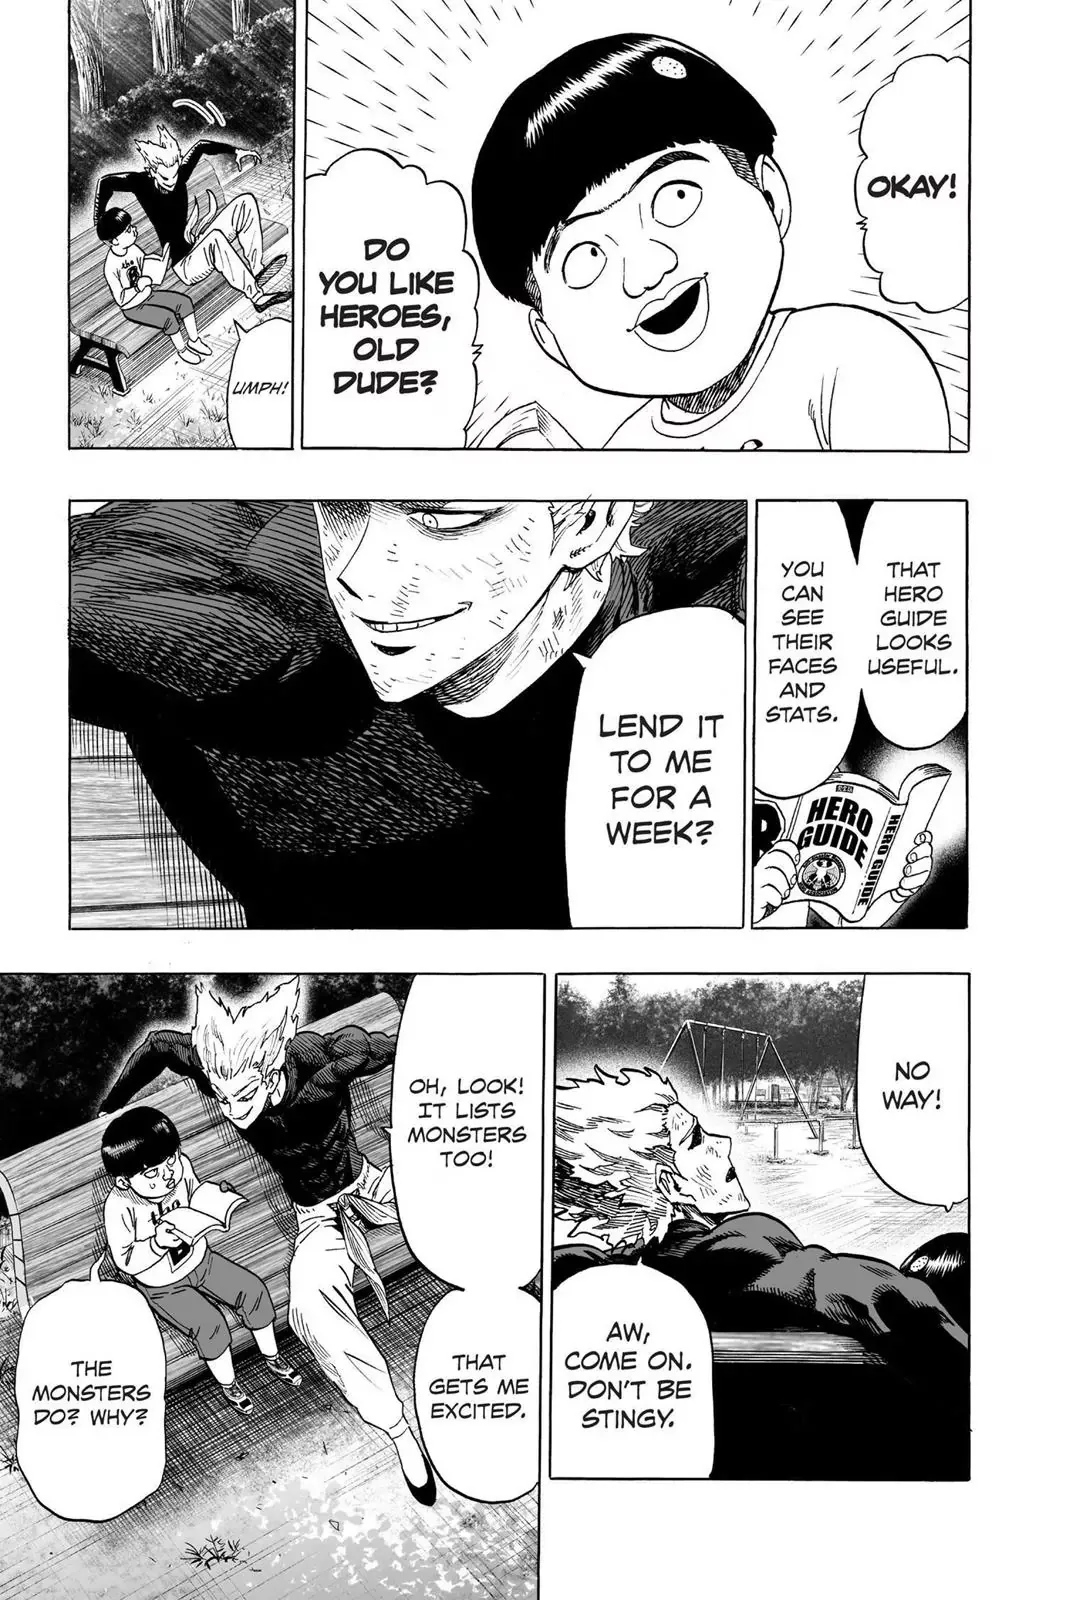 OKAY!
DO
YOU LIKE
HEROES,
OLD
DUDE?
UMPH!
THAT
HERO
GUIDE
LOOKS
USEFUL.
YOU
CAN
SEE
THEIR
FACES
AND
STATS.
HERO
GUIDE
HERO GUIDE
LEND IT
TO ME
FOR A
WEEK?
NO
WAY!
AW,
COME ON.
DON'T BE
STINGY.
OH, LOOK!
IT LISTS
MONSTERS
TOO!
THAT
GETS ME
EXCITED.
THE
MONSTERS
DO? WHY?